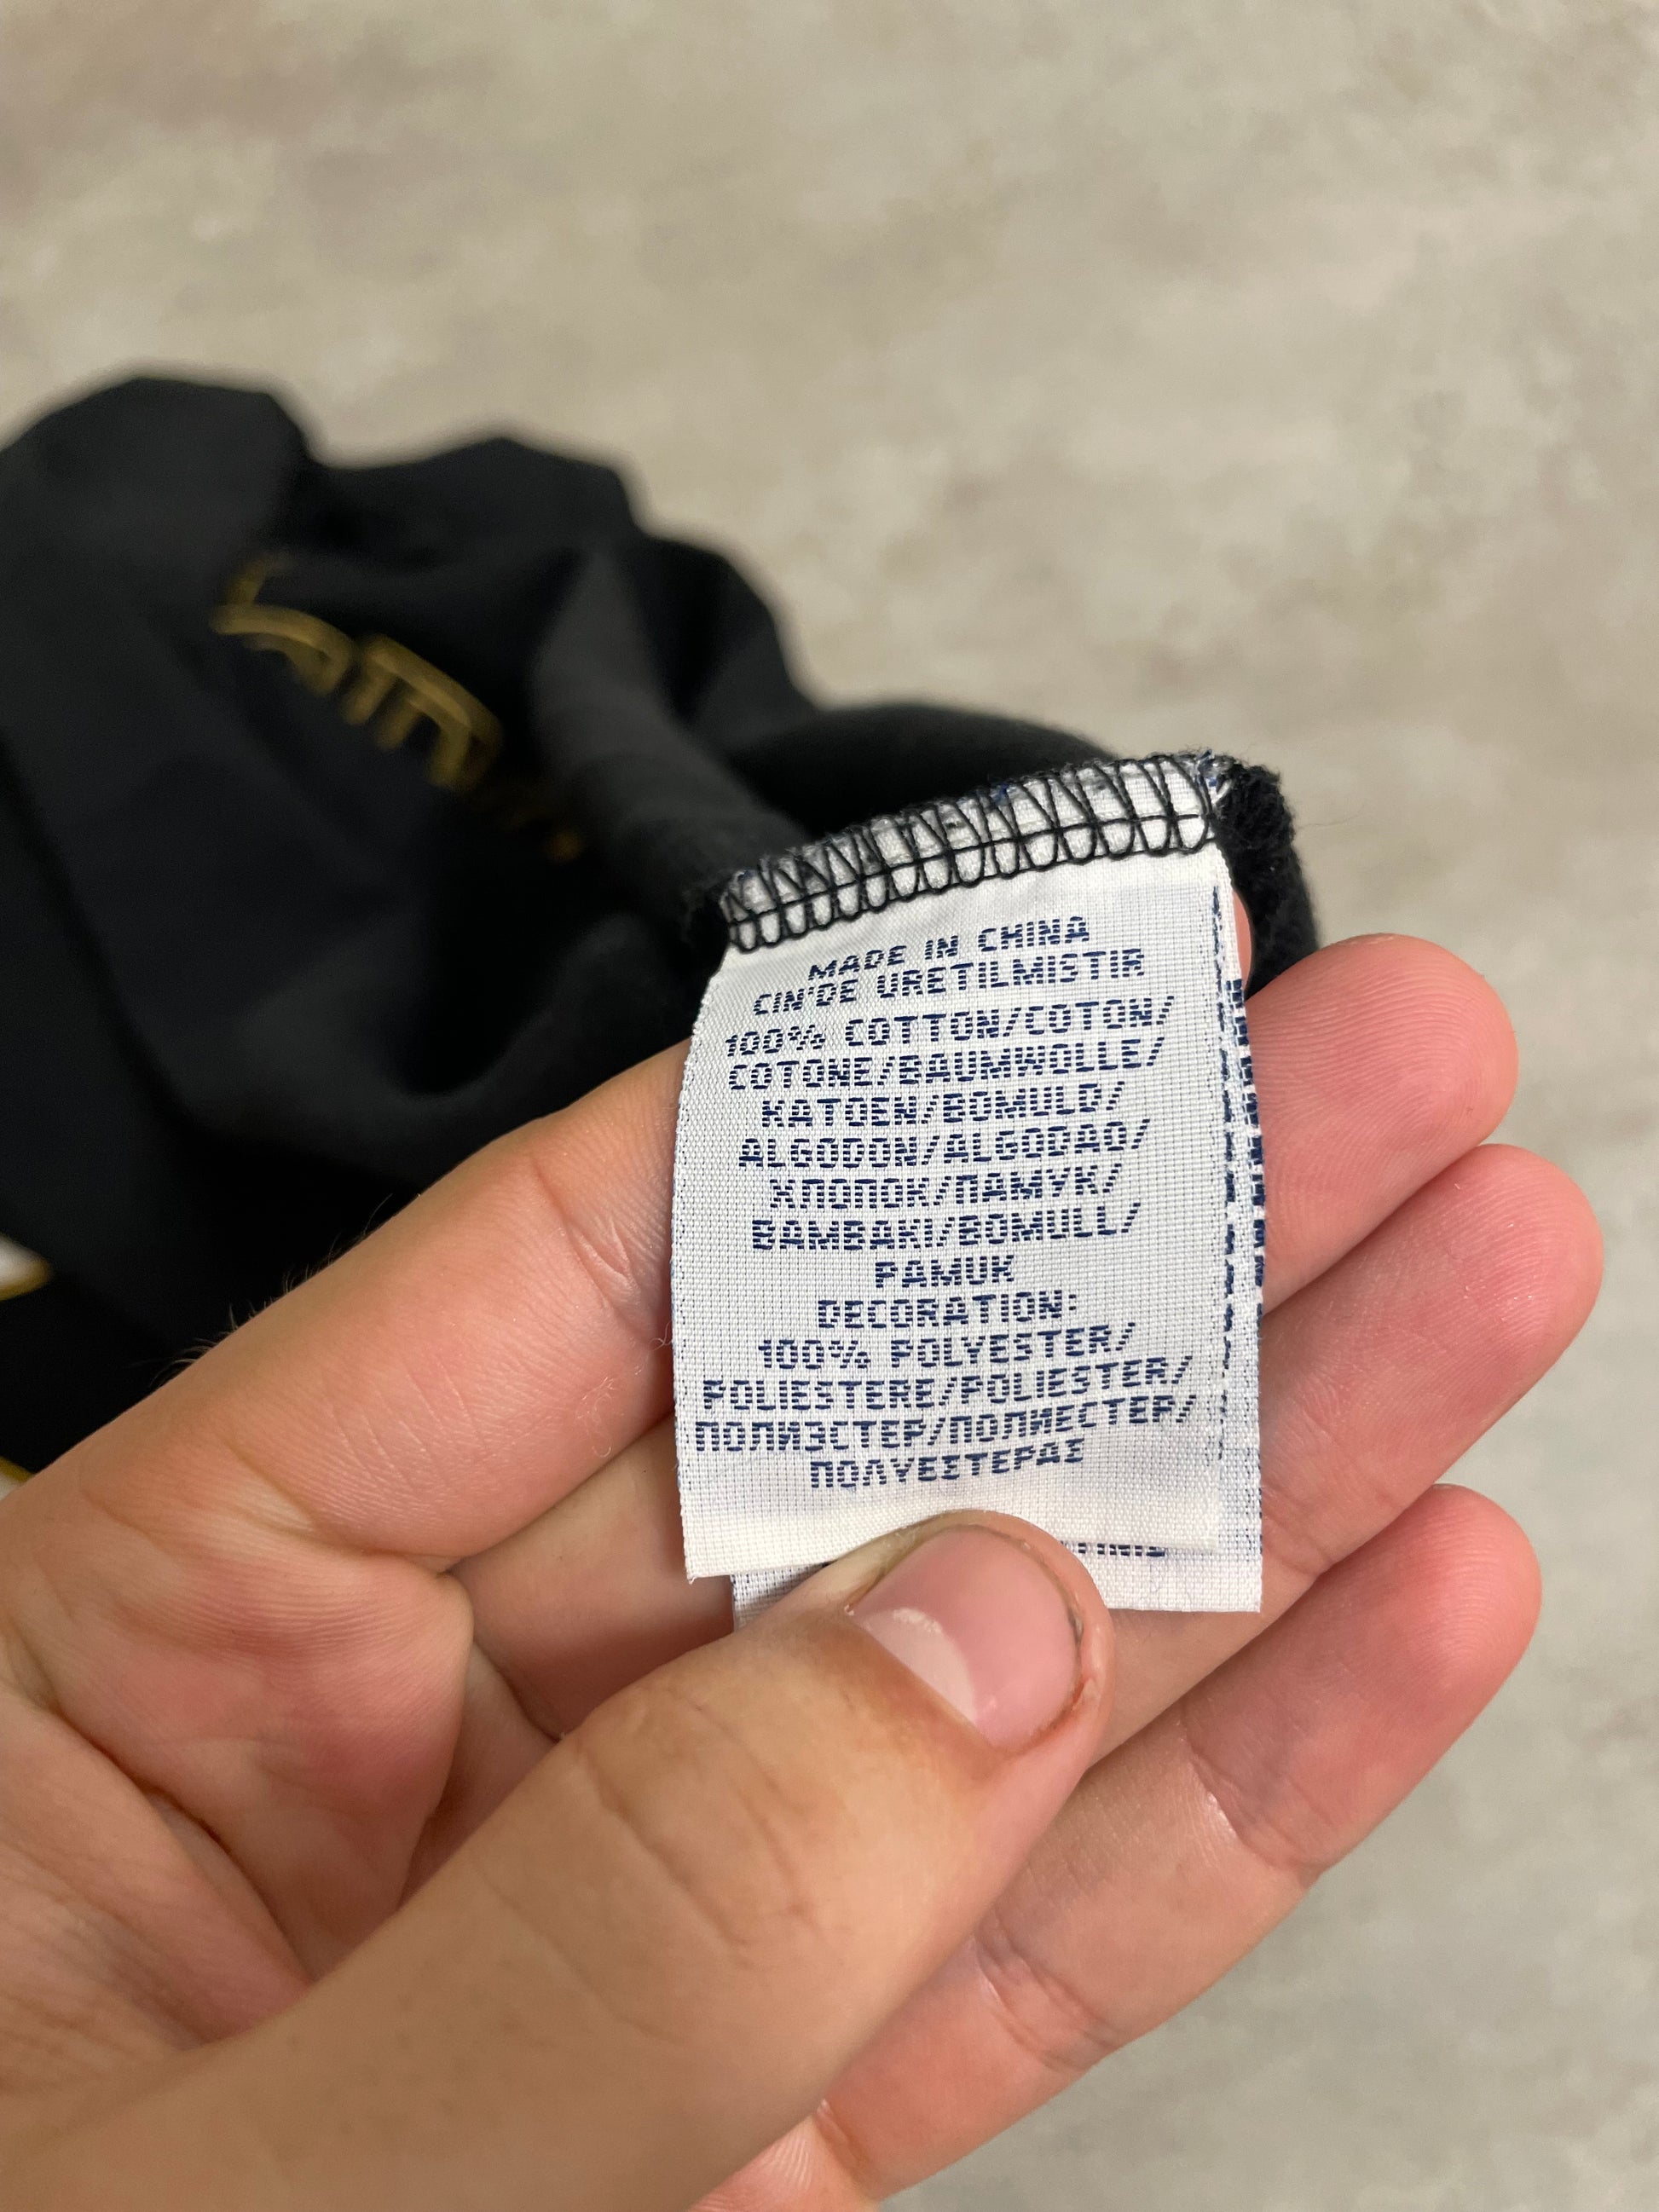 MADE IN CHINA
CIN'DE URETILMISTIR
100% COTTON/COTON/
COTONE/BAUMWOLLE/
KATOEN/BOMULD/
ALGODON/ALGODAO/
ХЛОПОК/ПАМУК/
BAMBAKI/BOMULL/
PAMUK
DECORATION:
100% POLYESTER/
POLIESTERE/POLIESTER/
ПОЛИЭСТЕР/ПОЛИЕСТЕР/
ΠΟΛΥΕΣΤΕΡΑΣ